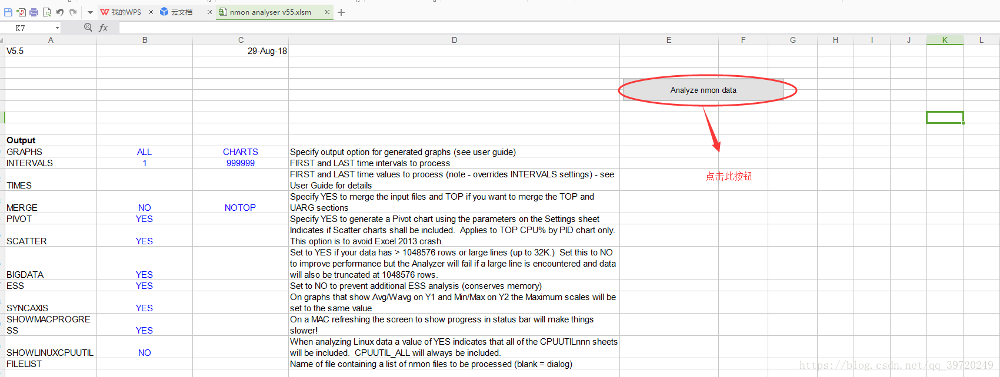 我的WPS × 云文档 × nmon analyser v55.xlsm × +
K7 fx
A B C D E F G H I J K L
V5.5 29-Aug-18
Analyze nmon data
Output
GRAPHS ALL CHARTS Specify output option for generated graphs (see user guide)
INTERVALS 1 999999 FIRST and LAST time intervals to process
点击此按钮
FIRST and LAST time values to process (note - overrides INTERVALS settings) - see
TIMES User Guide for details
Specify YES to merge the input files and TOP if you want to merge the TOP and
MERGE NO NOTOP UARG sections
PIVOT YES Specify YES to generate a Pivot chart using the parameters on the Settings sheet
Indicates if Scatter charts shall be included.  Applies to TOP CPU% by PID chart only.
SCATTER YES This option is to avoid Excel 2013 crash.
Set to YES if your data has > 1048576 rows or large lines (up to 32K.)  Set this to NO
to improve performance but the Analyzer will fail if a large line is encountered and data
BIGDATA YES will also be truncated at 1048576 rows.
ESS YES Set to NO to prevent additional ESS analysis (conserves memory)
On graphs that show Avg/Wavg on Y1 and Min/Max on Y2 the Maximum scales will be
SYNCAXIS YES set to the same value
SHOWMACPROGRE On a MAC refreshing the screen to show progress in status bar will make things
SS YES slower!
When analyzing Linux data a value of YES indicates that all of the CPUUTILnnn sheets
SHOWLINUXCPUUTIL NO will be included.  CPUUTIL_ALL will always be included.
FILELIST Name of file containing a list of nmon files to be processed (blank = dialog)
https://blog.csdn.net/qq_39720249